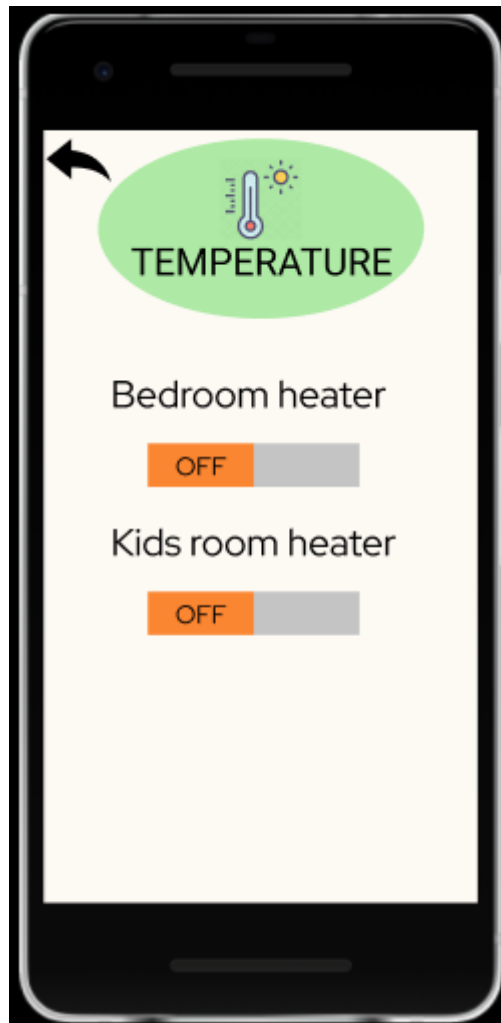 TEMPERATURE
Bedroom heater
OFF
Kids room heater
OFF